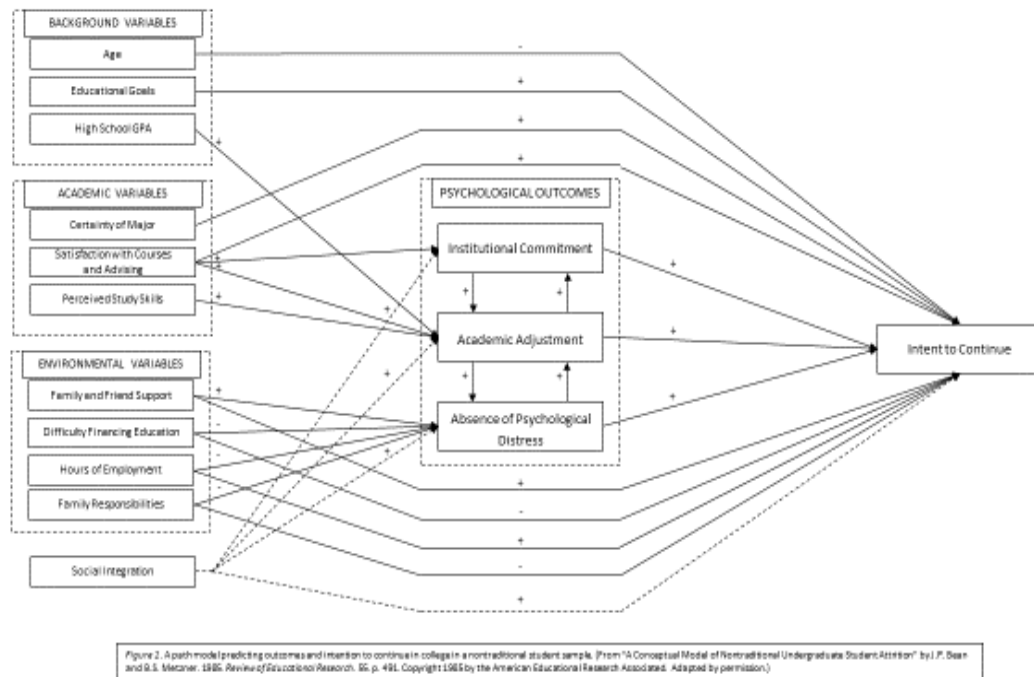 BACKGROUND VARIABLES
Age
Educational Goals
High School GPA
ACADEMIC VARIABLES
Certainty of Major
Satisfaction with Courses
and Advising
Perceived Study Skills
ENVIRONMENTAL VARIABLES
Family and Friend Support
Difficulty Financing Education
Hours of Employment
Family Responsibilities
Social Integration
PSYCHOLOGICAL OUTCOMES
Institutional Commitment
+ +
Academic Adjustment
+ +
Absence of Psychological
Distress
Intent to Continue
-
+
+
+
+
+
+
+
+
+
+
-
-
-
+
+
+
+
+
-
+
-
+
Figure 2. A path model predicting outcomes and intention to continue in college in a nontraditional student sample. (From "A Conceptual Model of Nontraditional Undergraduate Student Attrition" by J.P. Bean
and B.S. Metzner. 1985. Review of Educational Research. 55. p. 491. Copyright 1985 by the American Educational Research Associated. Adapted by permission.)